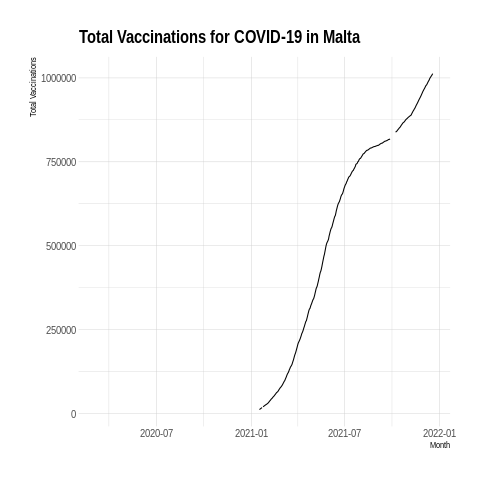 Total Vaccinations for COVID-19 in Malta
Total Vaccinations
1000000
750000
500000
250000
0
2020-07 2021-01 2021-07 2022-01
Month